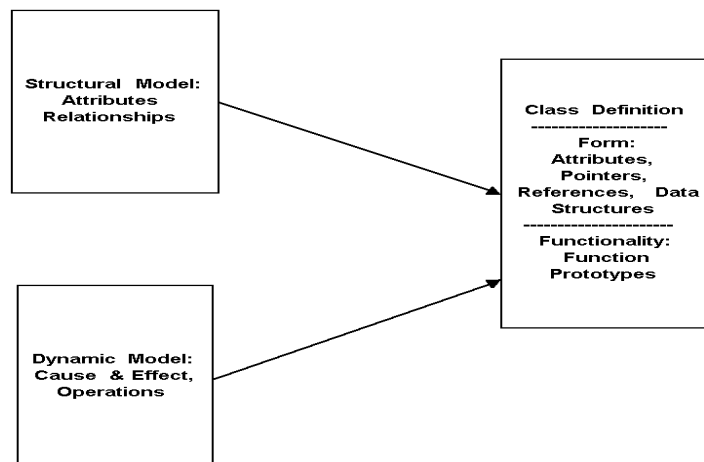 Structural Model:
Attributes
Relationships
Class Definition
--------------------
Form:
Attributes,
Pointers,
References, Data
Structures
----------------------
Functionality:
Function
Prototypes
Dynamic Model:
Cause & Effect,
Operations